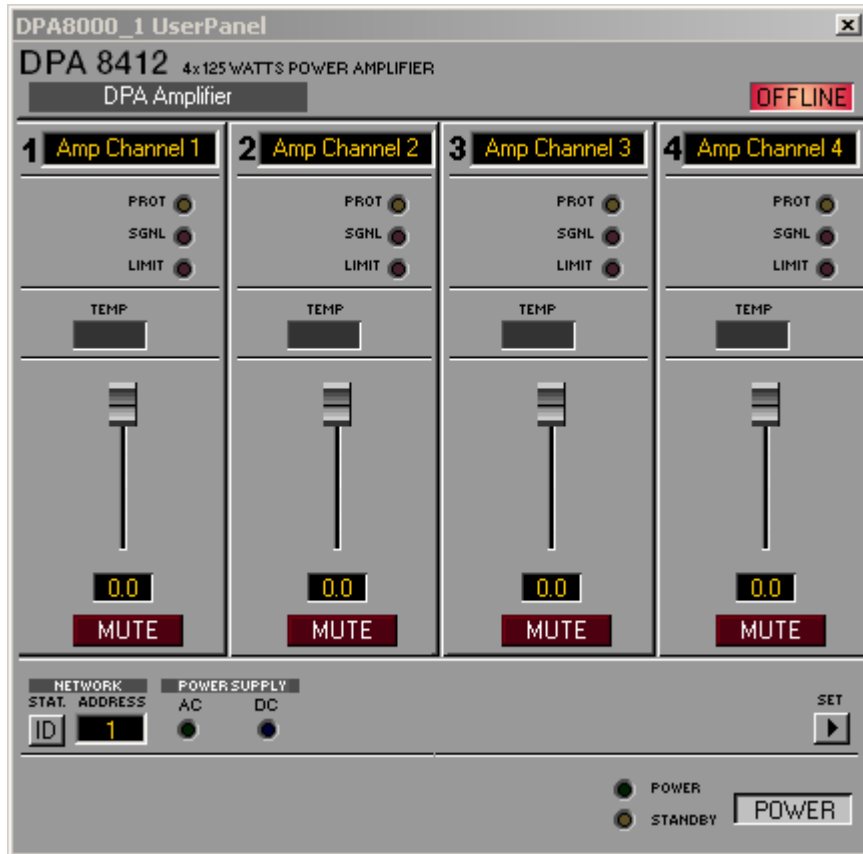 DPA8000_1 UserPanel
DPA 8412 4x125 WATTS POWER AMPLIFIER
DPA Amplifier OFFLINE
1 Amp Channel 1 2 Amp Channel 2 3 Amp Channel 3 4 Amp Channel 4
PROT PROT PROT PROT
SGNL SGNL SGNL SGNL
LIMIT LIMIT LIMIT LIMIT
TEMP TEMP TEMP TEMP
0.0 0.0 0.0 0.0
MUTE MUTE MUTE MUTE
NETWORK POWER SUPPLY
STAT. ADDRESS AC DC SET
ID 1
POWER
STANDBY POWER